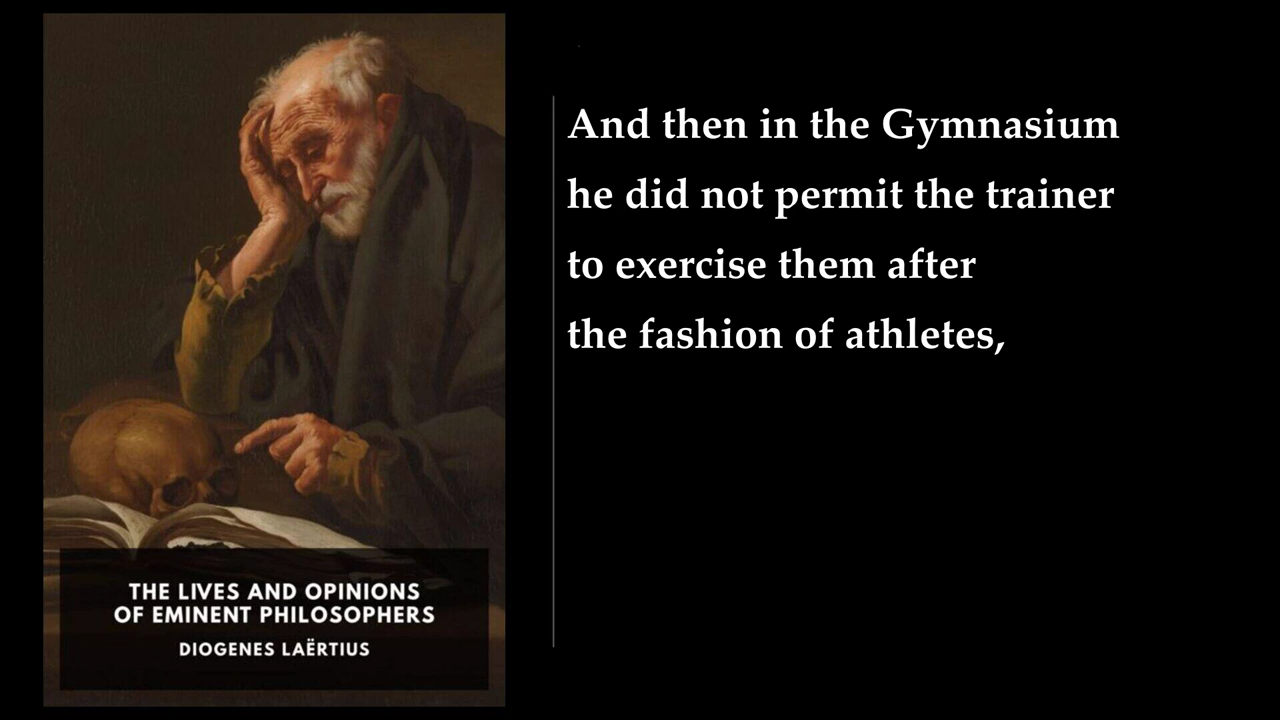 And then in the Gymnasium
he did not permit the trainer
to exercise them after
the fashion of athletes,
THE LIVES AND OPINIONS
OF EMINENT PHILOSOPHERS
DIOGENES LAËRTIUS